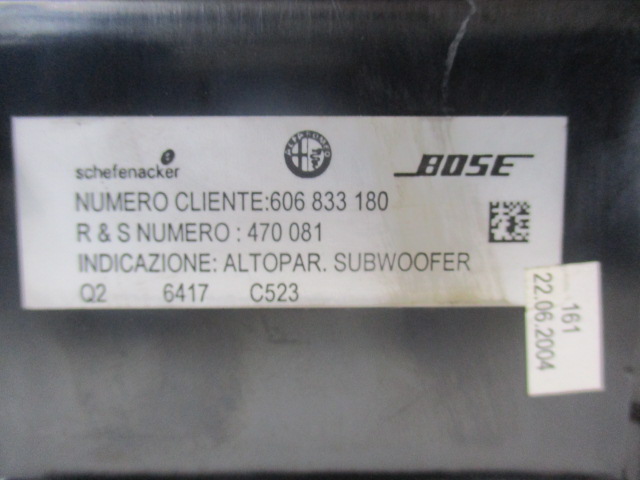 schefenacker
BOSE
NUMERO CLIENTE:606 833 180
R & S NUMERO : 470 081
INDICAZIONE: ALTOPAR. SUBWOOFER
Q2 6417 C523
161
22.06.2004